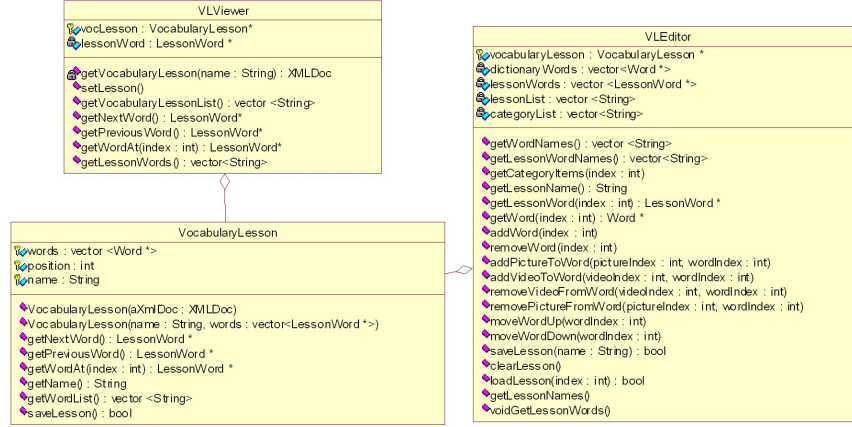 VLViewer
vocLesson : VocabularyLesson*
lessonWord : LessonWord *
getVocabularyLesson(name : String) : XMLDoc
setLesson()
getVocabularyLessonList() : vector <String>
getNextWord() : LessonWord*
getPreviousWord() : LessonWord*
getWordAt(index : int) : LessonWord*
getLessonWords() : vector<String>
VocabularyLesson
words : vector <Word *>
position : int
name : String
VocabularyLesson(aXmlDoc : XMLDoc)
VocabularyLesson(name : String, words : vector<LessonWord *>)
getNextWord() : LessonWord *
getPreviousWord() : LessonWord *
getWordAt(index : int) : LessonWord *
getName() : String
getWordList() : vector <String>
saveLesson() : bool
VLEditor
vocabularyLesson : VocabularyLesson *
dictionaryWords : vector<Word *>
lessonWords : vector <LessonWord *>
lessonList : vector <String>
categoryList : vector<String>
getWordNames() : vector <String>
getLessonWordNames() : vector<String>
getCategoryItems(index : int)
getLessonName() : String
getLessonWord(index : int) : LessonWord *
getWord(index : int) : Word *
addWord(index : int)
removeWord(index : int)
addPictureToWord(pictureIndex : int, wordIndex : int)
addVideoToWord(videoIndex : int, wordIndex : int)
removeVideoFromWord(videoIndex : int, wordIndex : int)
removePictureFromWord(pictureIndex : int, wordIndex : int)
moveWordUp(wordIndex : int)
moveWordDown(wordIndex : int)
saveLesson(name : String) : bool
clearLesson()
loadLesson(index : int) : bool
getLessonNames()
voidGetLessonWords()